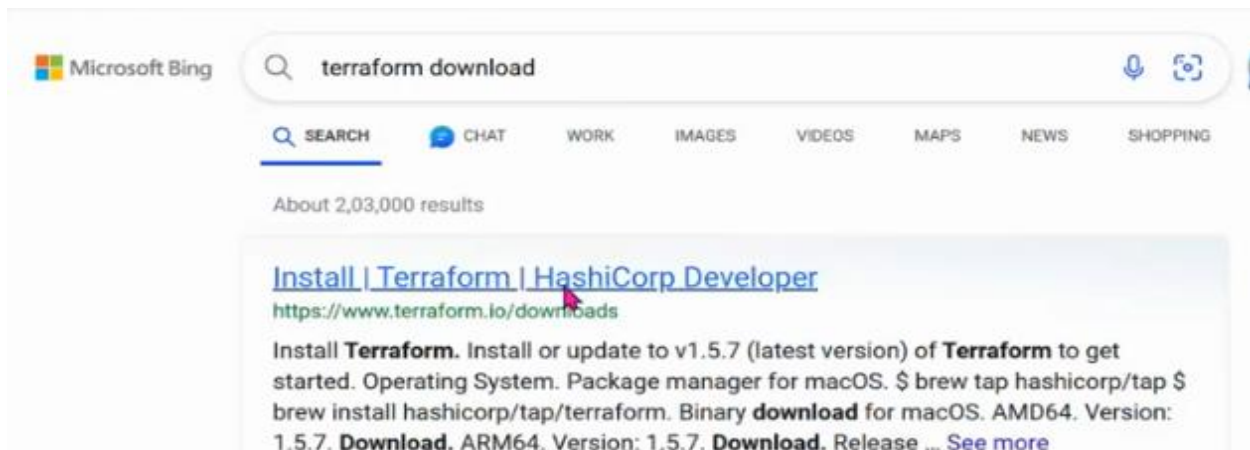 Microsoft Bing
terraform download
SEARCH CHAT WORK IMAGES VIDEOS MAPS NEWS SHOPPING
About 2,03,000 results
Install | Terraform | HashiCorp Developer
https://www.terraform.io/downloads
Install Terraform. Install or update to v1.5.7 (latest version) of Terraform to get
started. Operating System. Package manager for macOS. $ brew tap hashicorp/tap $
brew install hashicorp/tap/terraform. Binary download for macOS. AMD64. Version:
1.5.7. Download. ARM64. Version: 1.5.7. Download. Release ... See more